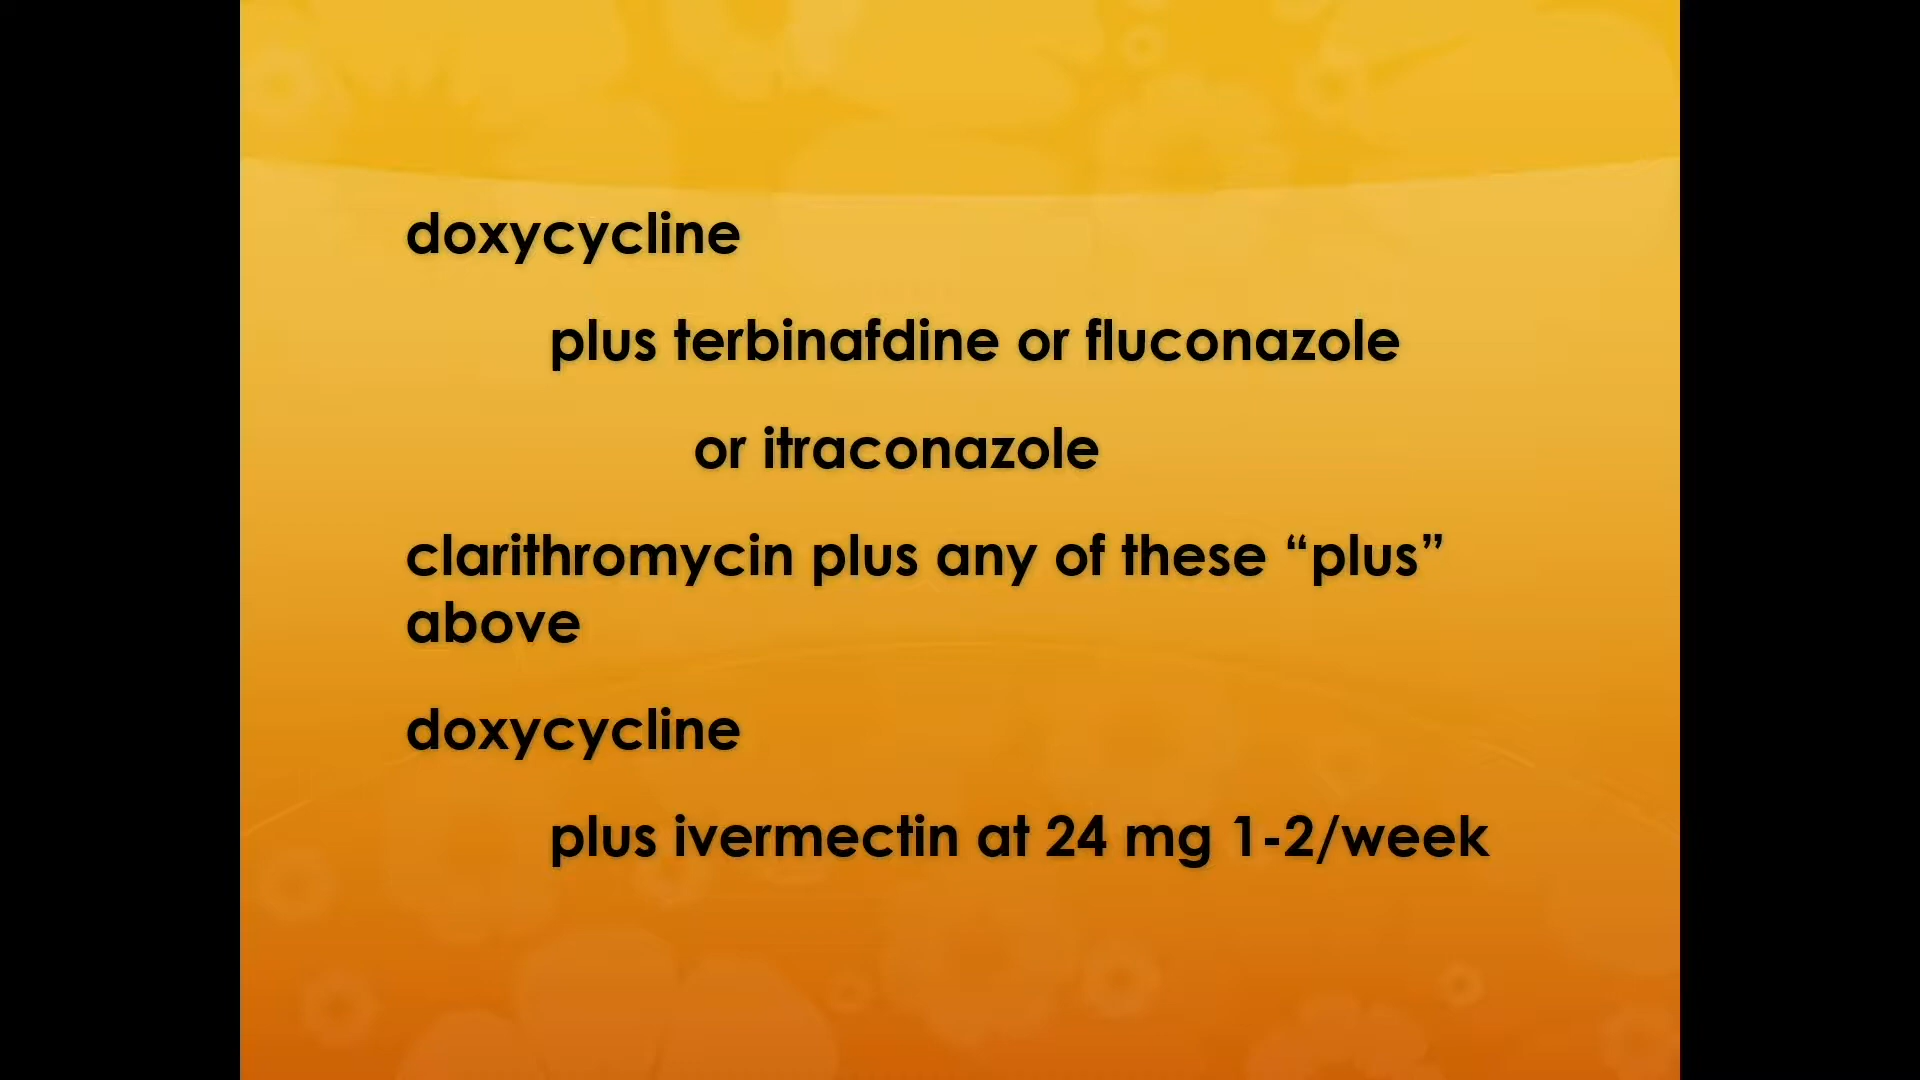 doxycycline
plus terbinafdine or fluconazole
or itraconazole
clarithromycin plus any of these “plus”
above
doxycycline
plus ivermectin at 24 mg 1-2/week